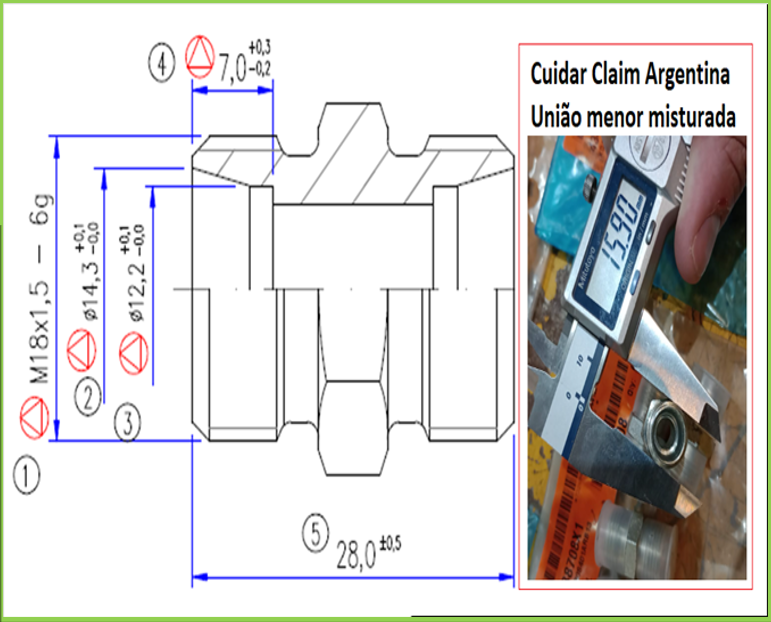 4
7,0 +0,3 -0,2
M18x1,5 - 6g
ø14,3 +0,1 -0,0
ø12,2 +0,1 -0,0
1
2
3
5
28,0 ±0,5
Cuidar Claim Argentina
União menor misturada
15.90
Mitutoyo
0
10